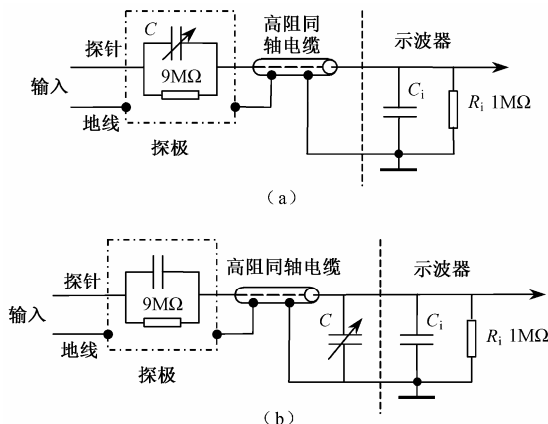 高阻同
轴电缆
示波器
探针
C
9MΩ
输入
地线
探极
Ci
Ri 1MΩ
(a)
高阻同轴电缆
示波器
探针
9MΩ
输入
地线
探极
C
Ci
Ri 1MΩ
(b)